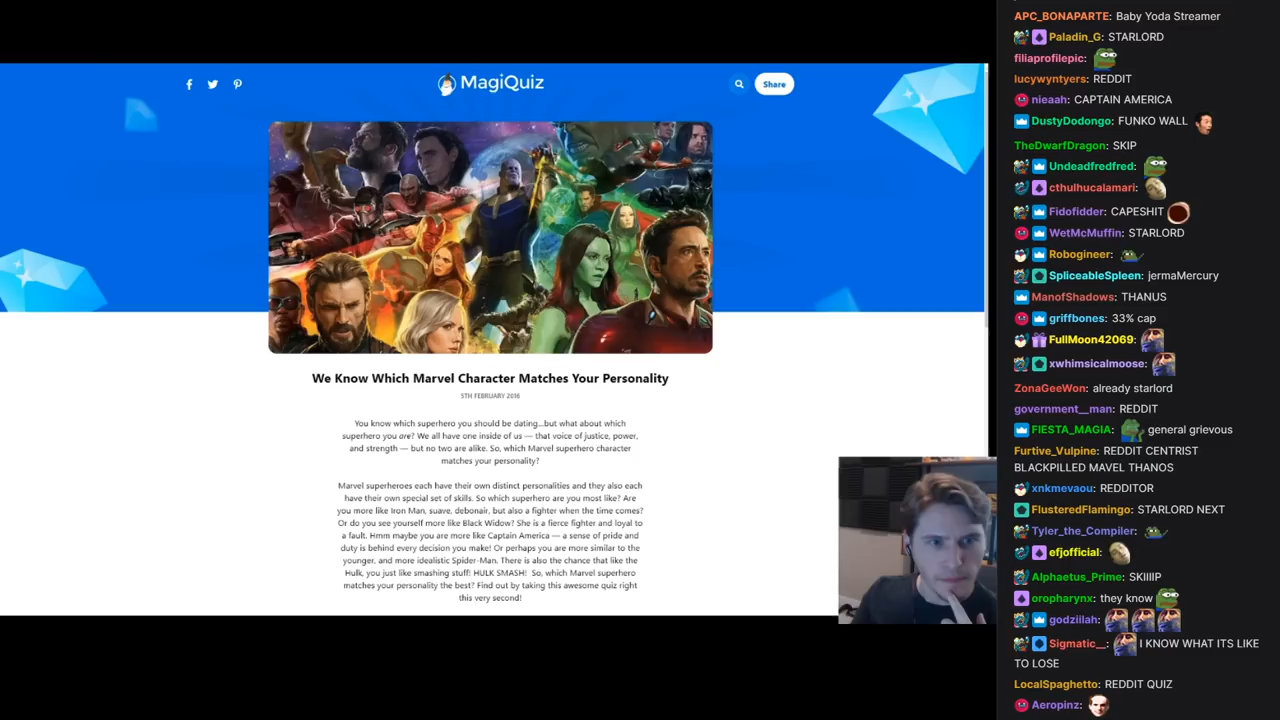 MagiQuiz
Share
We Know Which Marvel Character Matches Your Personality
5TH FEBRUARY 2016
You know which superhero you should be dating...but what about which
superhero you are? We all have one inside of us — that voice of justice, power,
and strength — but no two are alike. So, which Marvel superhero character
matches your personality?
Marvel superheroes each have their own distinct personalities and they also each
have their own special set of skills. So which superhero are you most like? Are
you more like Iron Man, suave, debonair, but also a fighter when the time comes?
Or do you see yourself more like Black Widow? She is a fierce fighter and loyal to
a fault. Hmm maybe you are more like Captain America — a sense of pride and
duty is behind every decision you make! Or perhaps you are more similar to the
younger, and more idealistic Spider-Man. There is also the chance that like the
Hulk, you just like smashing stuff! HULK SMASH! So, which Marvel superhero
matches your personality the best? Find out by taking this awesome quiz right
this very second!
APC_BONAPARTE: Baby Yoda Streamer
Paladin_G: STARLORD
filiaprofilepic:
lucywyntyers: REDDIT
nieaah: CAPTAIN AMERICA
DustyDodongo: FUNKO WALL
TheDwarfDragon: SKIP
Undeadfredfred:
cthulhucalamari:
Fidofidder: CAPESHIT
WetMcMuffin: STARLORD
Robogineer:
SpliceableSpleen: jermaMercury
ManofShadows: THANUS
griffbones: 33% cap
FullMoon42069:
xwhimsicalmoose:
ZonaGeeWon: already starlord
government__man: REDDIT
FIESTA_MAGIA: general grievous
Furtive_Vulpine: REDDIT CENTRIST
BLACKPILLED MAVEL THANOS
xnkmevaou: REDDITOR
FlusteredFlamingo: STARLORD NEXT
Tyler_the_Compiler:
efjofficial:
Alphaetus_Prime: SKIIIIP
oropharynx: they know
godziilah:
Sigmatic__: I KNOW WHAT ITS LIKE
TO LOSE
LocalSpaghetto: REDDIT QUIZ
Aeropinz: